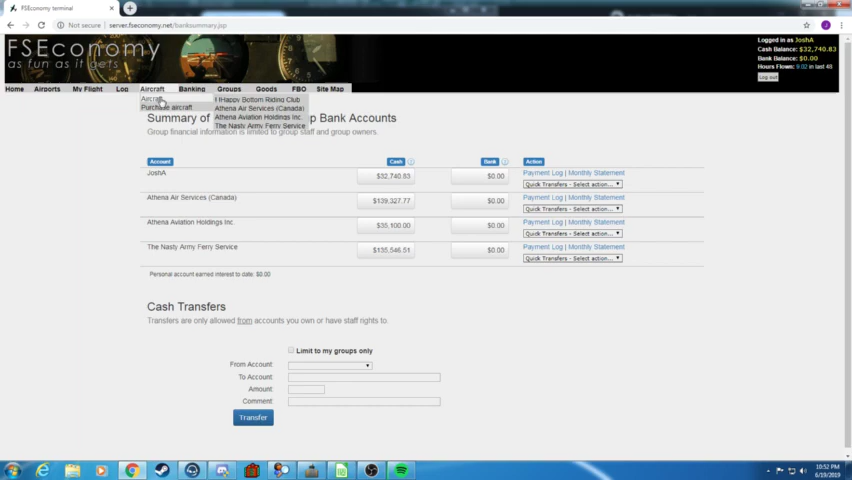 FSEconomy terminal
Not secure | server.fseconomy.net/banksummary.jsp
FSEconomy
as fun as it gets
Logged in as JoshA
Cash Balance: $32,740.83
Bank Balance: $0.00
Hours Flown: 9.02 in last 48
Log out
Home Airports My Flight Log Aircraft Banking Groups Goods FBO Site Map
Aircraft
Purchase aircraft
Happy Bottom Riding Club
Athena Air Services (Canada)
Athena Aviation Holdings Inc.
The Nasty Army Ferry Service
Summary of Bank Accounts
Group financial information is limited to group staff and group owners.
Account Cash Bank Action
JoshA $32,740.83 $0.00 Payment Log | Monthly Statement
Quick Transfers - Select action...
Athena Air Services (Canada) $139,327.77 $0.00 Payment Log | Monthly Statement
Quick Transfers - Select action...
Athena Aviation Holdings Inc. $35,100.00 $0.00 Payment Log | Monthly Statement
Quick Transfers - Select action...
The Nasty Army Ferry Service $135,546.51 $0.00 Payment Log | Monthly Statement
Quick Transfers - Select action...
Personal account earned interest to date: $0.00
Cash Transfers
Transfers are only allowed from accounts you own or have staff rights to.
Limit to my groups only
From Account:
To Account:
Amount:
Comment:
Transfer
10:52 PM
6/19/2019